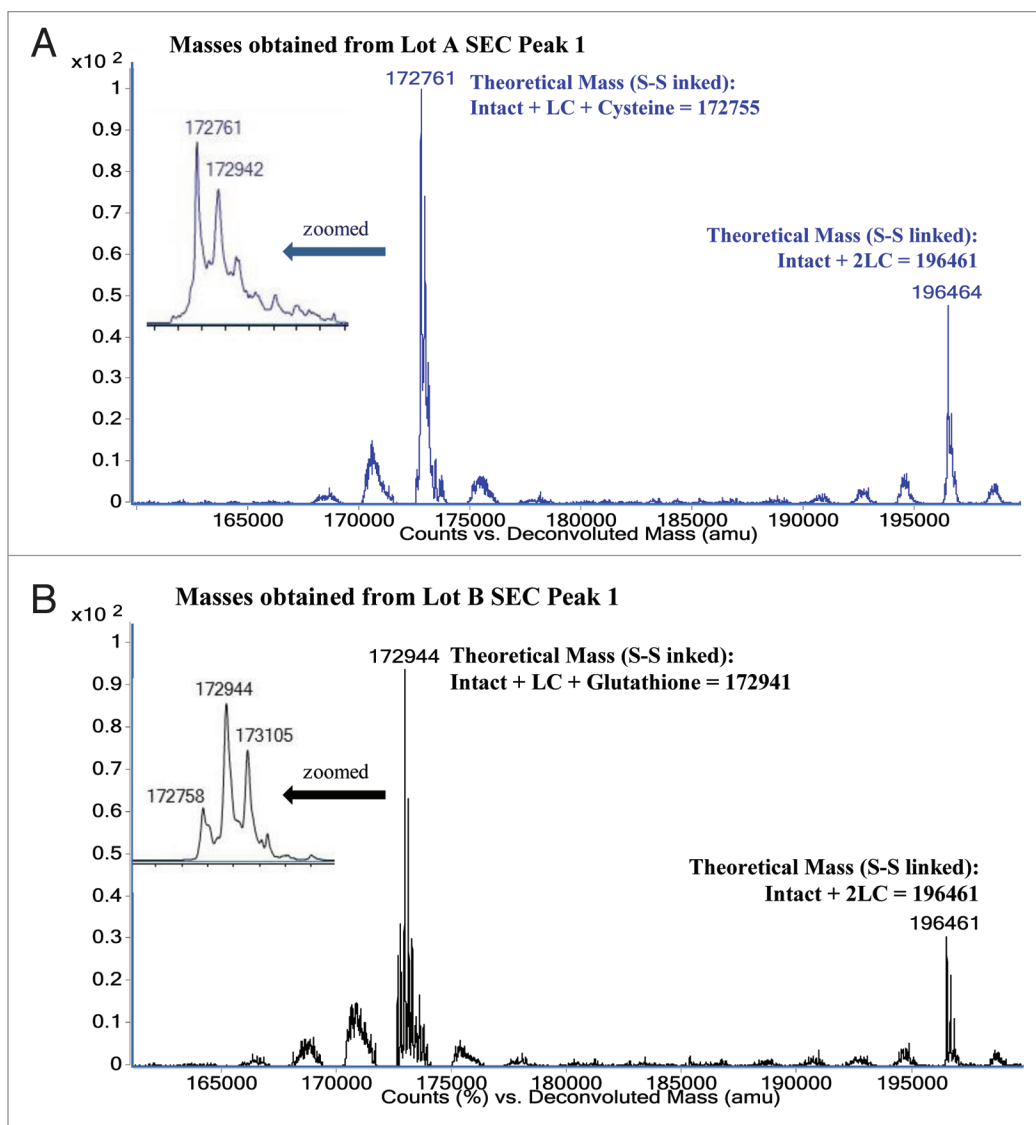 A
Masses obtained from Lot A SEC Peak 1
x10 2
172761
Theoretical Mass (S-S inked):
Intact + LC + Cysteine = 172755
1
0.9
0.8
0.7
0.6
0.5
0.4
0.3
0.2
0.1
0
172761
172942
zoomed
Theoretical Mass (S-S linked):
Intact + 2LC = 196461
196464
165000 170000 175000 180000 185000 190000 195000
Counts vs. Deconvoluted Mass (amu)
B
Masses obtained from Lot B SEC Peak 1
x10 2
172944
Theoretical Mass (S-S inked):
Intact + LC + Glutathione = 172941
1
0.9
0.8
0.7
0.6
0.5
0.4
0.3
0.2
0.1
0
172944
173105
172758
zoomed
Theoretical Mass (S-S linked):
Intact + 2LC = 196461
196461
165000 170000 175000 180000 185000 190000 195000
Counts (%) vs. Deconvoluted Mass (amu)